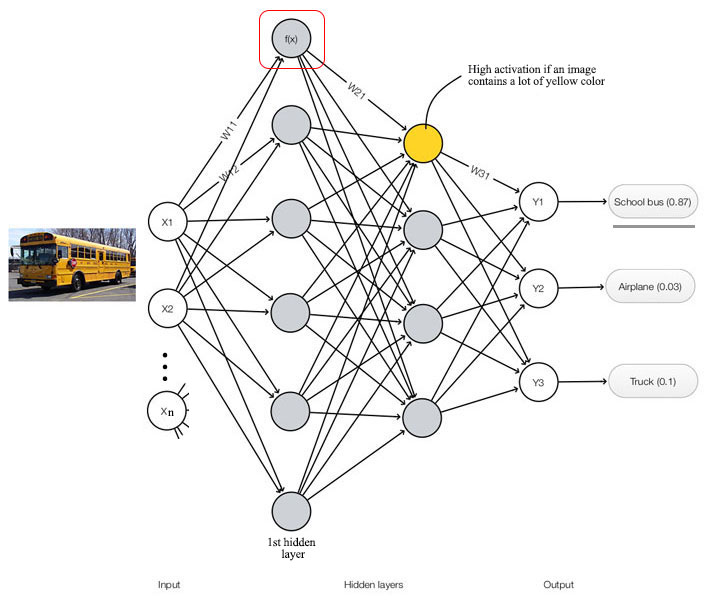 f(x)
High activation if an image
contains a lot of yellow color
W21
W11
W12
W31
X1
Y1
School bus (0.87)
X2
Y2
Airplane (0.03)
Y3
Truck (0.1)
Xn
1st hidden
layer
Input
Hidden layers
Output